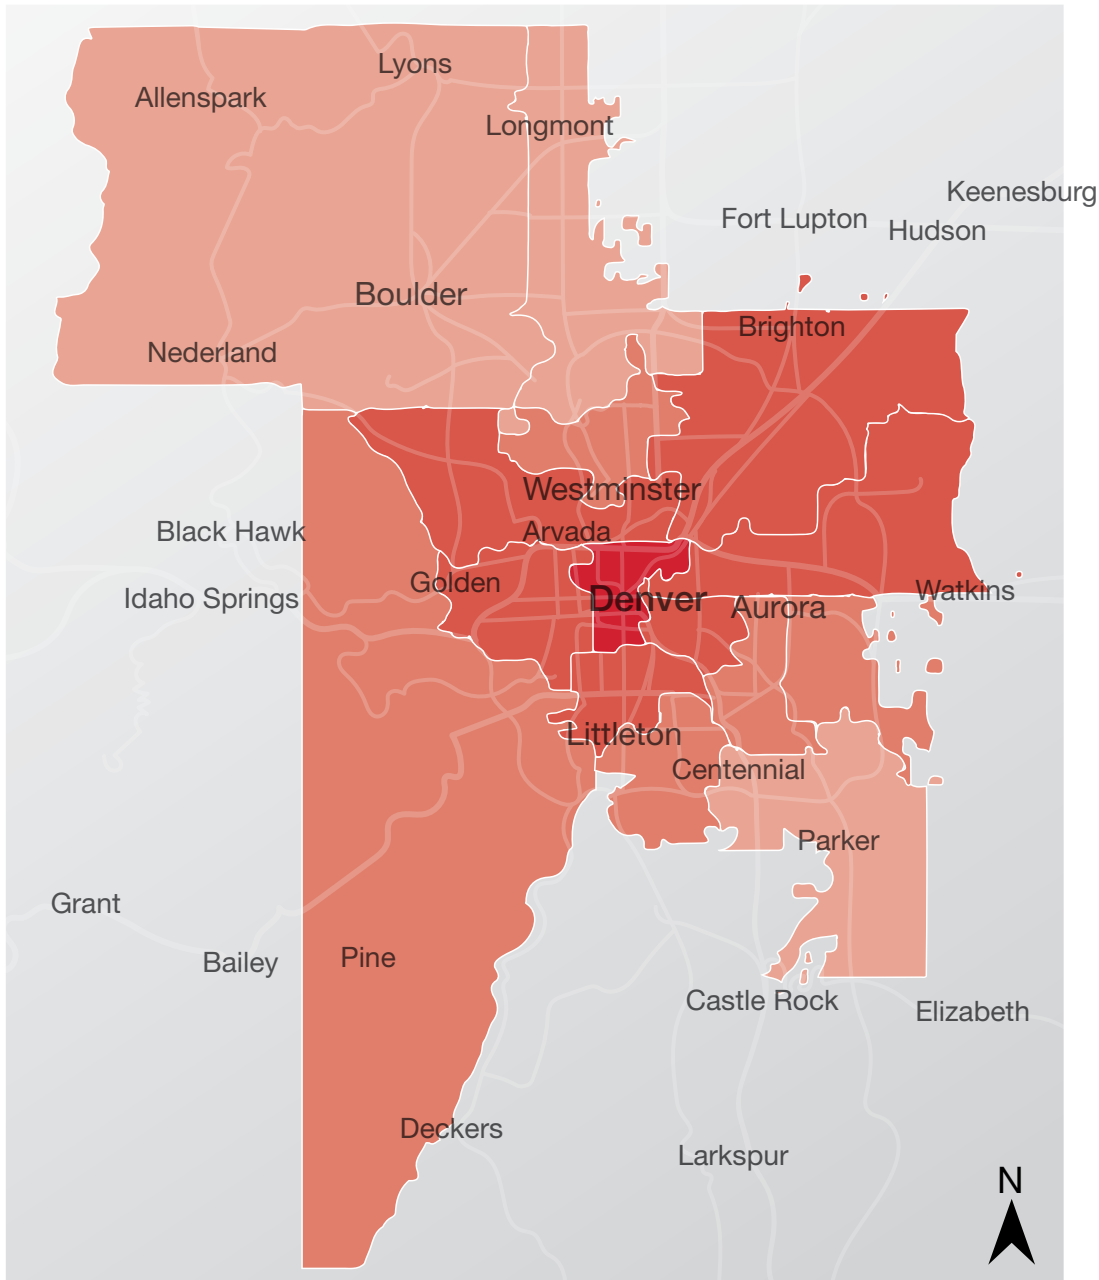 Lyons
Allenspark
Longmont
Keenesburg
Fort Lupton
Hudson
Boulder
Brighton
Nederland
Westminster
Black Hawk
Arvada
Golden
Idaho Springs
Denver
Aurora
Watkins
Littleton
Centennial
Parker
Grant
Bailey
Pine
Castle Rock
Elizabeth
Deckers
Larkspur
N